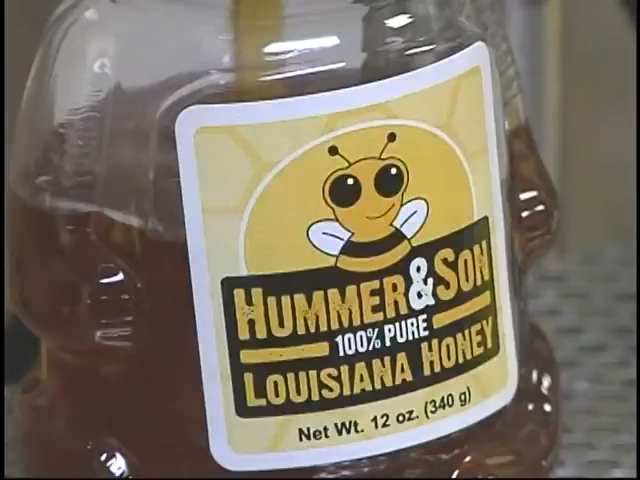 HUMMER & SON
100% PURE
LOUISIANA HONEY
Net Wt. 12 oz. (340 g)